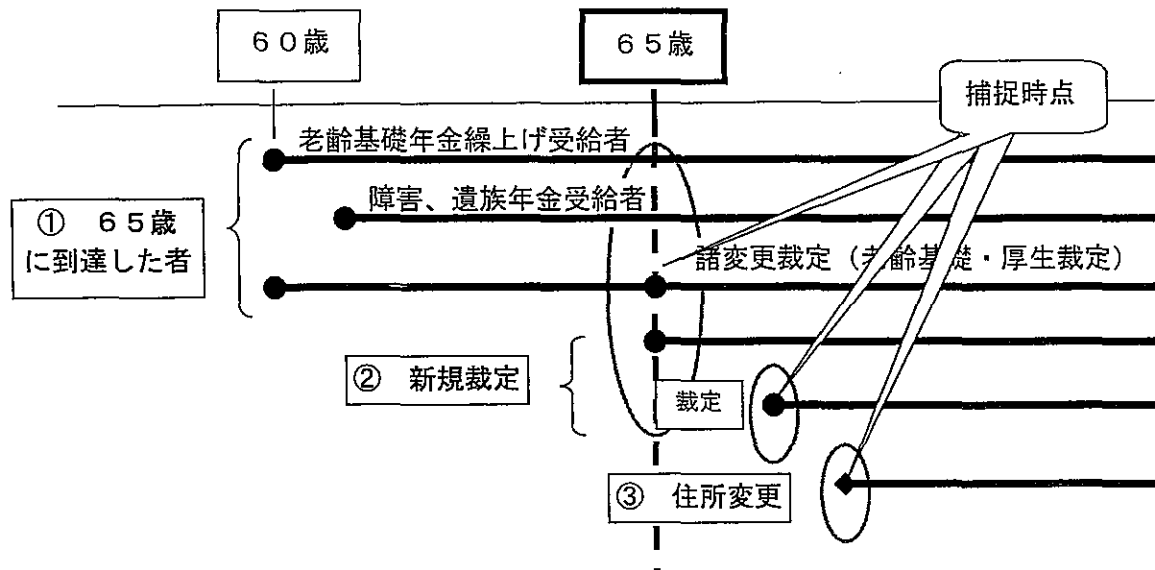 ６０歳
６５歳
捕捉時点
老齢基礎年金繰上げ受給者
障害、遺族年金受給者
① ６５歳
に到達した者
諸変更裁定（老齢基礎・厚生裁定）
② 新規裁定
裁定
③ 住所変更